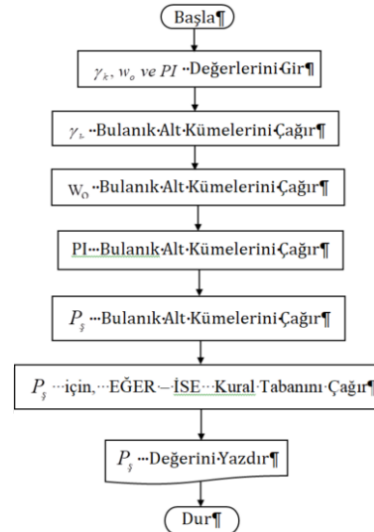 Başla¶
γk, wo ve PI ··Değerlerini·Gir¶
γk ··Bulanık·Alt·Kümelerini·Çağır¶
wo ··Bulanık·Alt·Kümelerini·Çağır¶
PI···Bulanık·Alt·Kümelerini·Çağır¶
Pş ···Bulanık·Alt·Kümelerini·Çağır¶
Pş ···için,···EĞER·–·İSE···Kural·Tabanını·Çağır¶
Pş ···Değerini·Yazdır¶
Dur¶